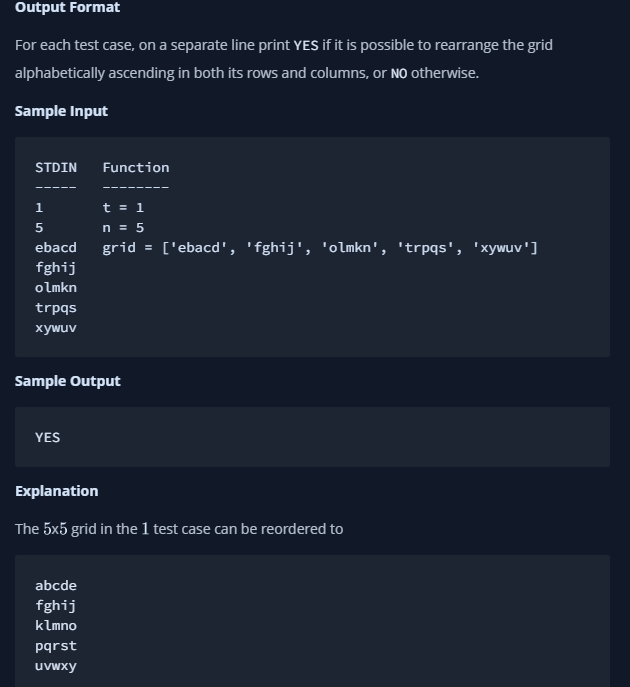 Output Format
For each test case, on a separate line print YES if it is possible to rearrange the grid
alphabetically ascending in both its rows and columns, or NO otherwise.
Sample Input
STDIN   Function
-----   --------
1       t = 1
5       n = 5
ebacd   grid = ['ebacd', 'fghij', 'olmkn', 'trpqs', 'xywuv']
fghij
olmkn
trpqs
xywuv
Sample Output
YES
Explanation
The 5x5 grid in the 1 test case can be reordered to
abcde
fghij
klmno
pqrst
uvwxy